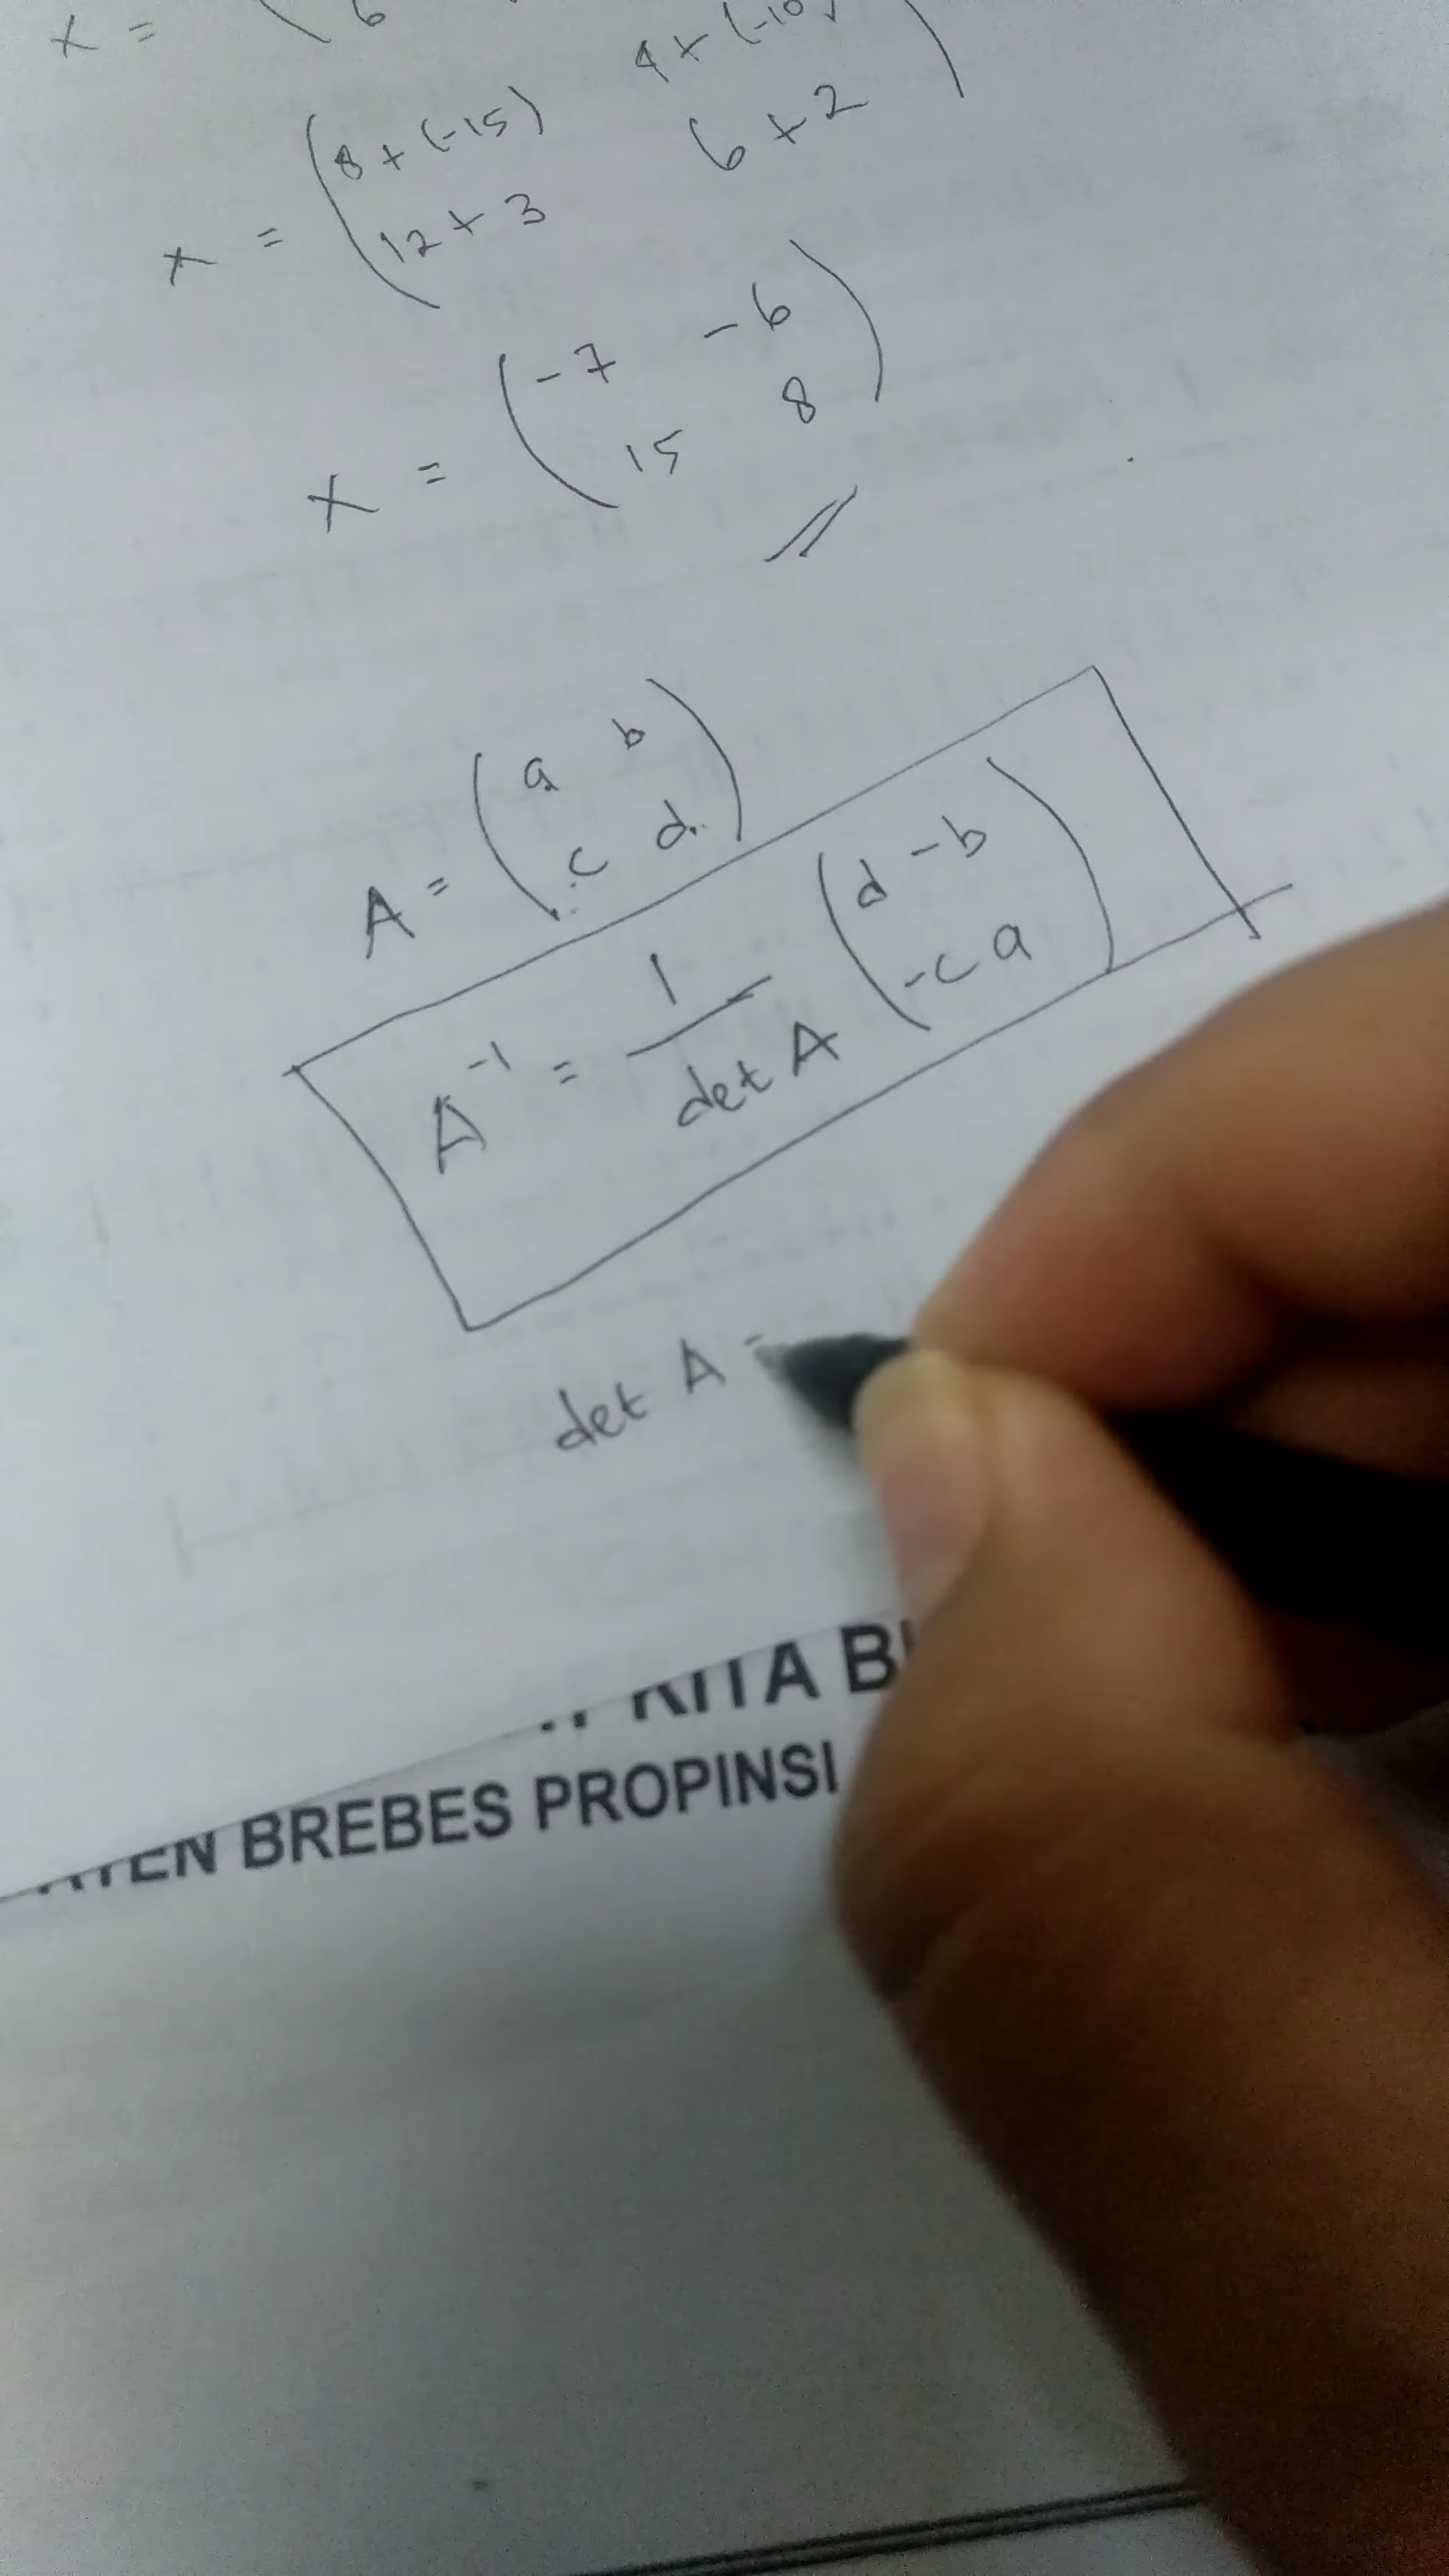 x = ( 6
x = ( 8 + (-15) 4 + (-10) )
12 + 3 6 + 2
x = ( -7 -6 )
15 8
A = ( a b )
c d
A⁻¹ = 1 / det A ( d -b )
-c a
det A =
KITA
BREBES PROPINSI